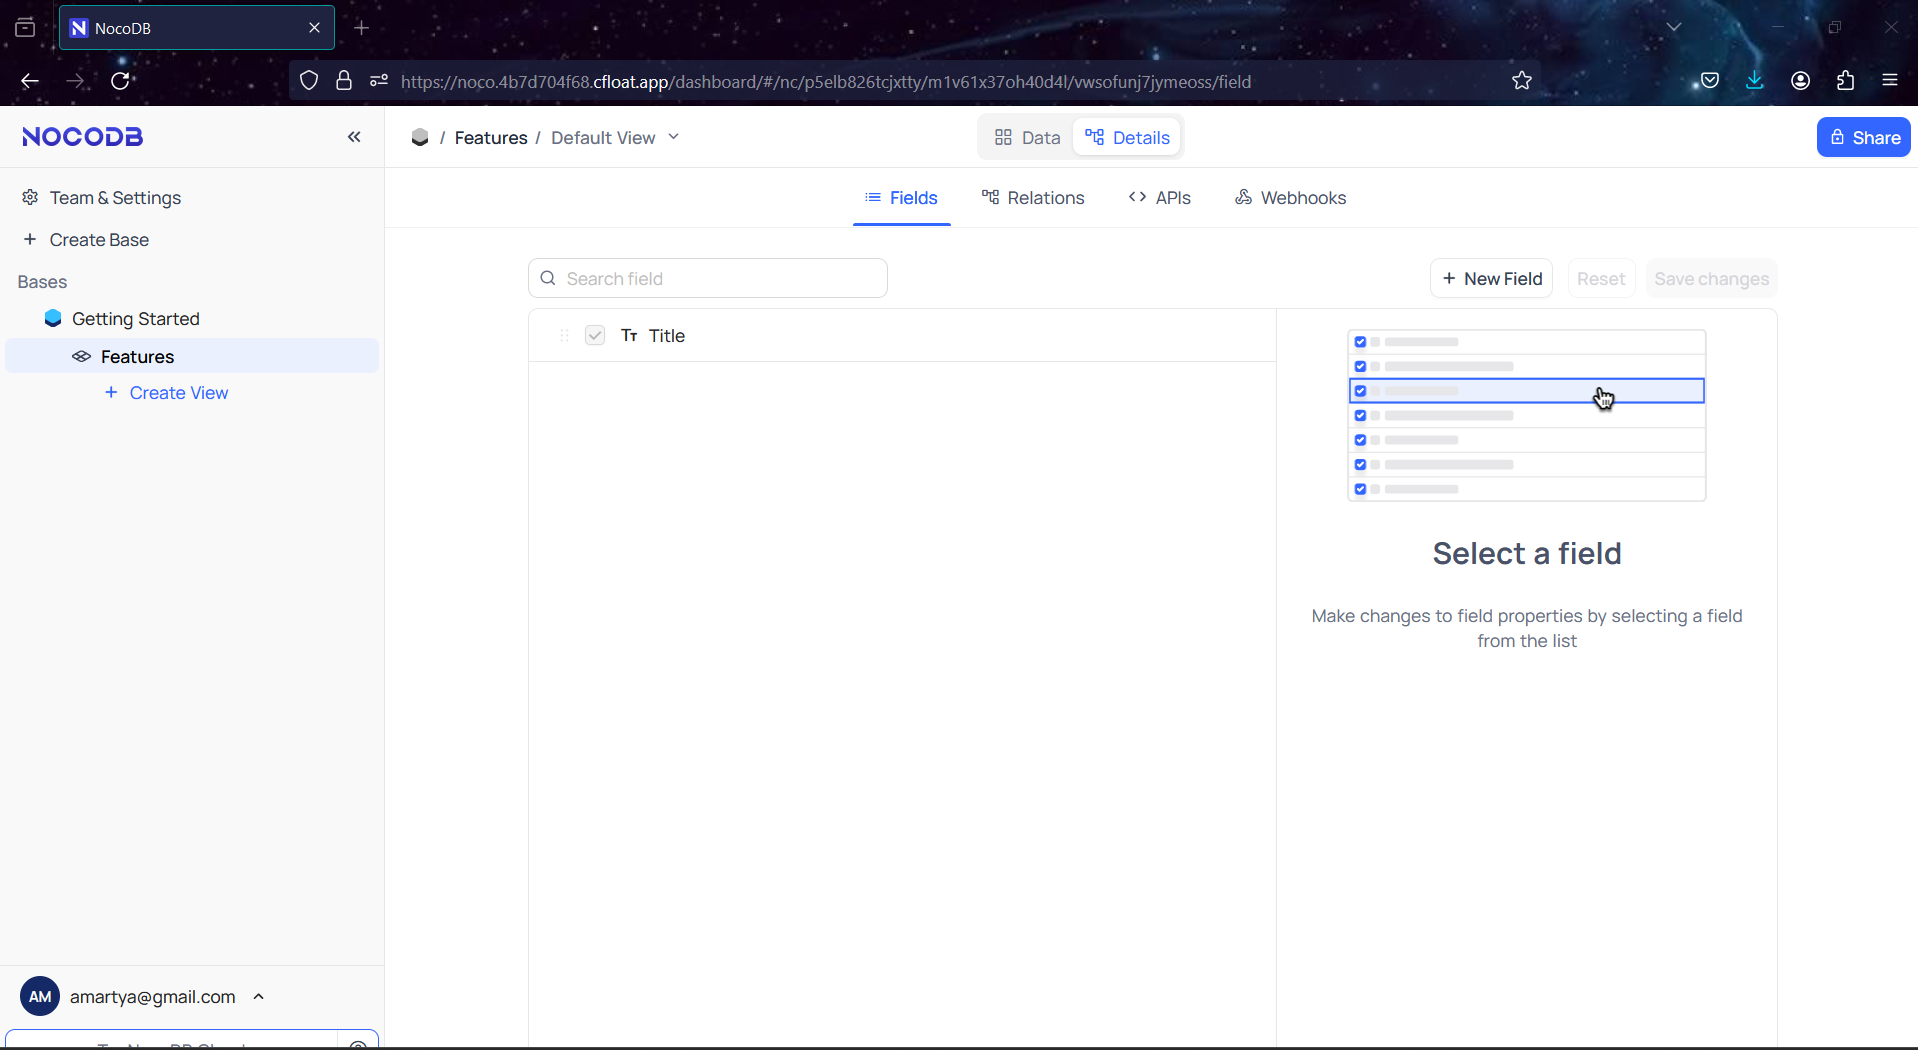 NocoDB
https://noco.4b7d704f68.cfloat.app/dashboard/#/nc/p5elb826tcjxtty/m1v61x37oh40d4l/vwsofunj7jymeoss/field
NOCODB
/ Features / Default View
Data
Details
Share
Team & Settings
Fields
Relations
APIs
Webhooks
Create Base
Bases
Search field
+ New Field
Reset
Save changes
Getting Started
Title
Features
+ Create View
Select a field
Make changes to field properties by selecting a field
from the list
AM
amartya@gmail.com